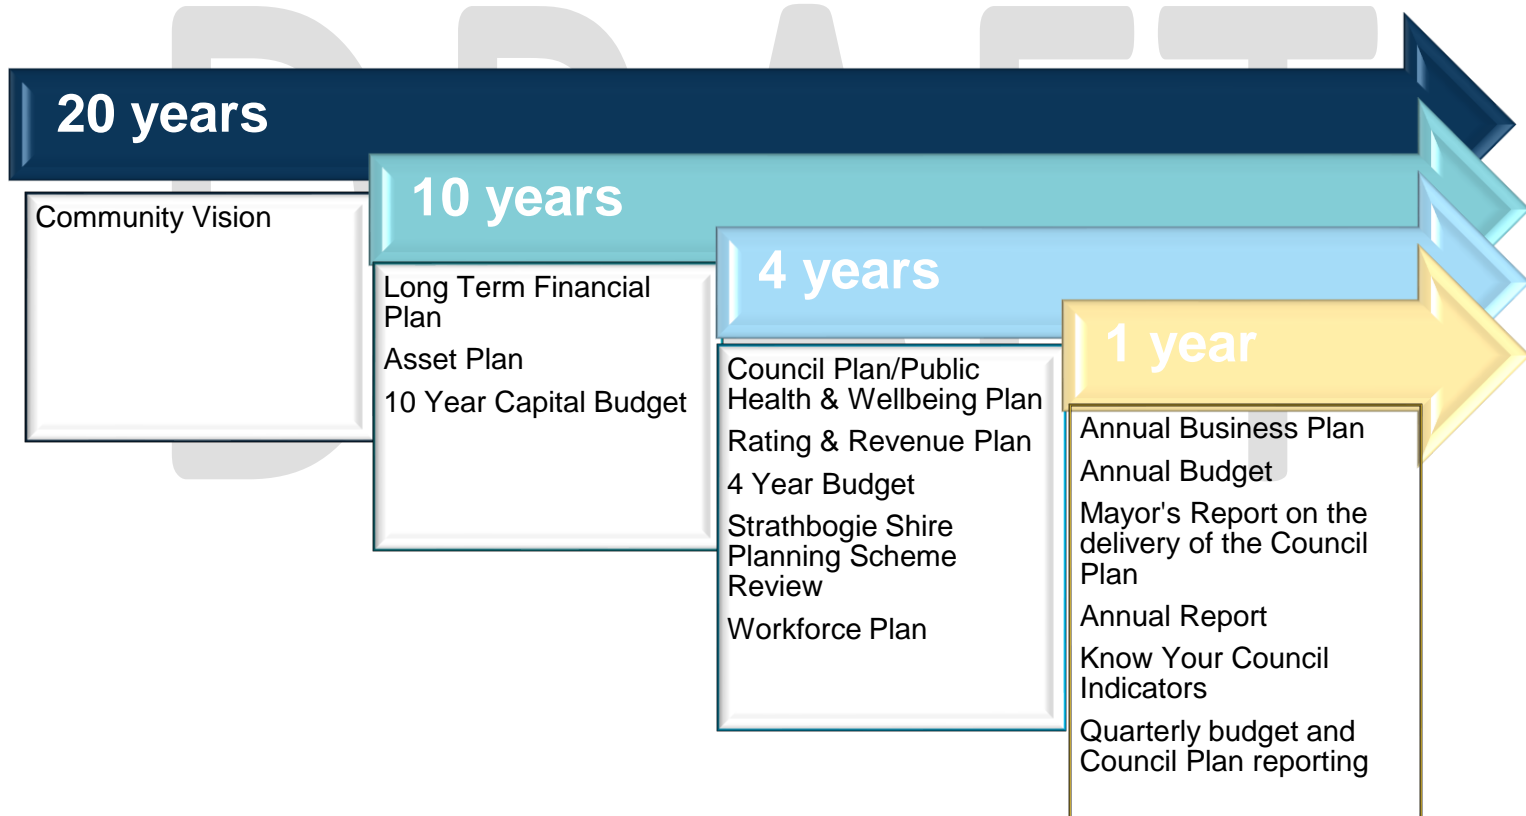 DRAFT
20 years
Community Vision
10 years
Long Term Financial
Plan
Asset Plan
10 Year Capital Budget
4 years
Council Plan/Public
Health & Wellbeing Plan
Rating & Revenue Plan
4 Year Budget
Strathbogie Shire
Planning Scheme
Review
Workforce Plan
1 year
Annual Business Plan
Annual Budget
Mayor's Report on the
delivery of the Council
Plan
Annual Report
Know Your Council
Indicators
Quarterly budget and
Council Plan reporting